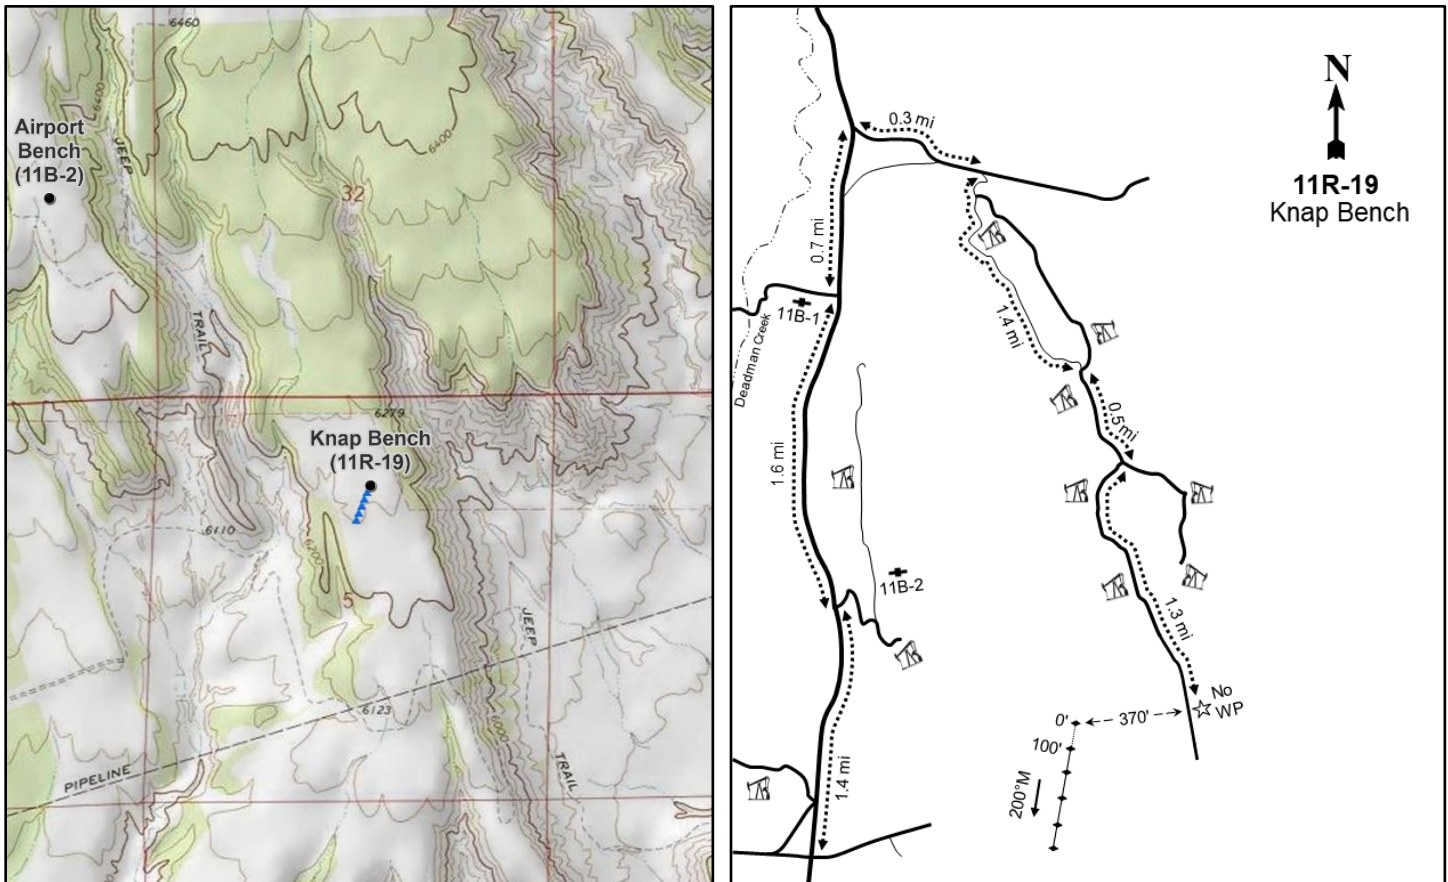 6460
6400
Airport
Bench
(11B-2)
JEEP
6400
32
TRAIL
6279
Knap Bench
(11R-19)
6110
6200
5
JEEP
6123
6000
PIPELINE
TRAIL
N
11R-19
Knap Bench
0.3 mi
0.7 mi
11B-1
Deadman Creek
1.4 mi
0.5 mi
1.6 mi
11B-2
1.3 mi
No
WP
0'
370'
100'
200°M
1.4 mi